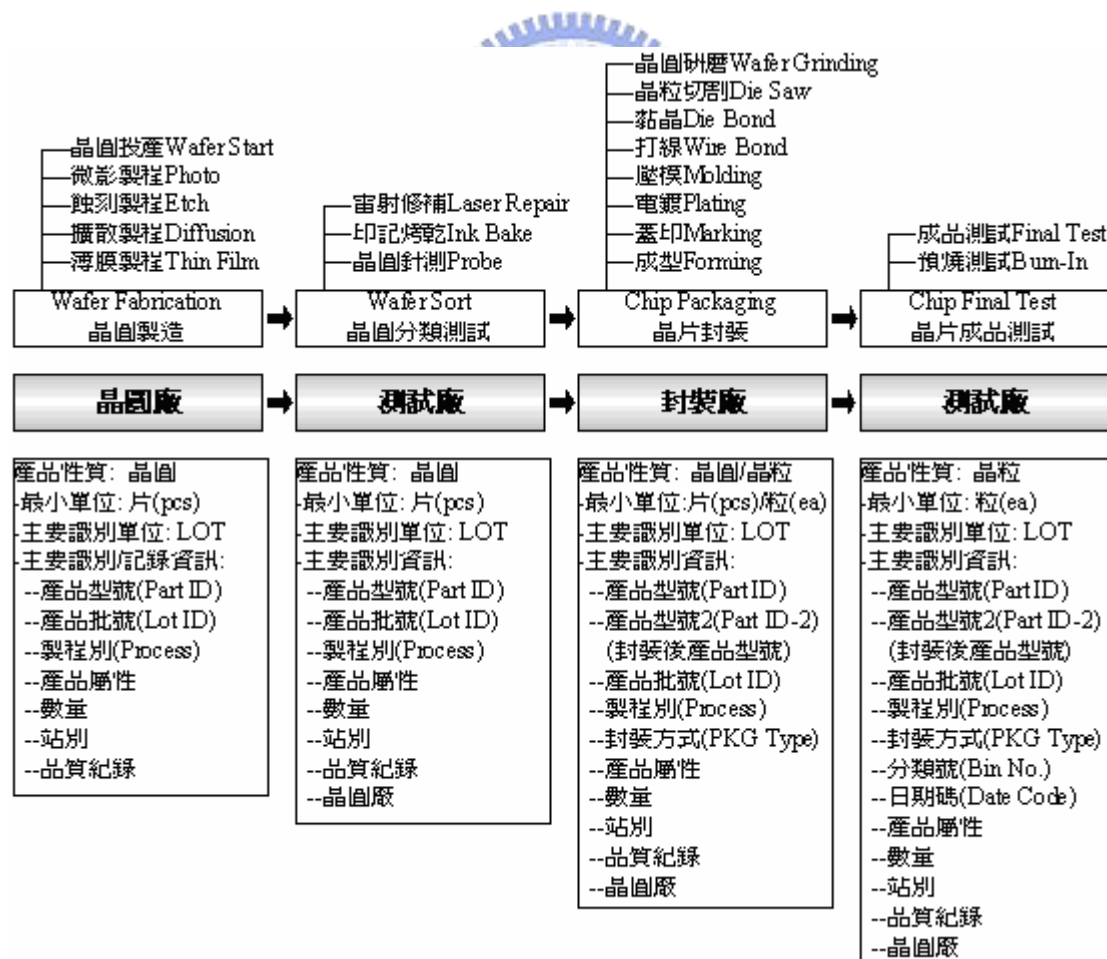 晶圓投產Wafer Start
微影製程Photo
蝕刻製程Etch
擴散製程Diffusion
薄膜製程Thin Film
Wafer Fabrication
晶圓製造
雷射修補Laser Repair
印記烤乾Ink Bake
晶圓針測Probe
Wafer Sort
晶圓分類測試
晶圓研磨Wafer Grinding
晶粒切割Die Saw
黏晶Die Bond
打線Wire Bond
壓模Molding
電鍍Plating
蓋印Marking
成型Forming
Chip Packaging
晶片封裝
成品測試Final Test
預燒測試Burn-In
Chip Final Test
晶片成品測試
晶圓廠
測試廠
封裝廠
測試廠
產品性質: 晶圓
-最小單位: 片(pcs)
-主要識別單位: LOT
-主要識別/記錄資訊:
--產品型號(Part ID)
--產品批號(Lot ID)
--製程別(Process)
--產品屬性
--數量
--站別
--品質紀錄
產品性質: 晶圓
-最小單位: 片(pcs)
-主要識別單位: LOT
-主要識別資訊:
--產品型號(Part ID)
--產品批號(Lot ID)
--製程別(Process)
--產品屬性
--數量
--站別
--品質紀錄
--晶圓廠
產品性質: 晶圓/晶粒
-最小單位:片(pcs)/粒(ea)
-主要識別單位: LOT
-主要識別資訊:
--產品型號(Part ID)
--產品型號2(Part ID-2)
(封裝後產品型號)
--產品批號(Lot ID)
--製程別(Process)
--封裝方式(PKG Type)
--產品屬性
--數量
--站別
--品質紀錄
--晶圓廠
產品性質: 晶粒
-最小單位: 粒(ea)
-主要識別單位: LOT
-主要識別資訊:
--產品型號(Part ID)
--產品型號2(Part ID-2)
(封裝後產品型號)
--產品批號(Lot ID)
--製程別(Process)
--封裝方式(PKG Type)
--分類號(Bin No.)
--日期碼(Date Code)
--產品屬性
--數量
--站別
--品質紀錄
--晶圓廠